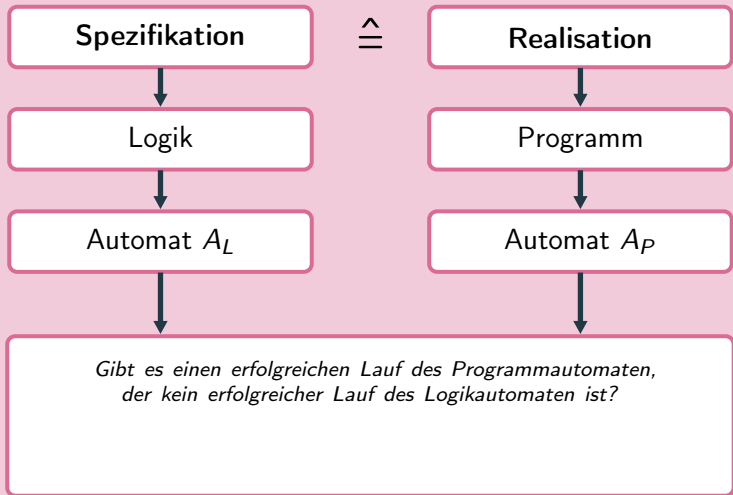 Spezifikation ≙ Realisation
Logik Programm
Automat A_L Automat A_P
Gibt es einen erfolgreichen Lauf des Programmautomaten,
der kein erfolgreicher Lauf des Logikautomaten ist?